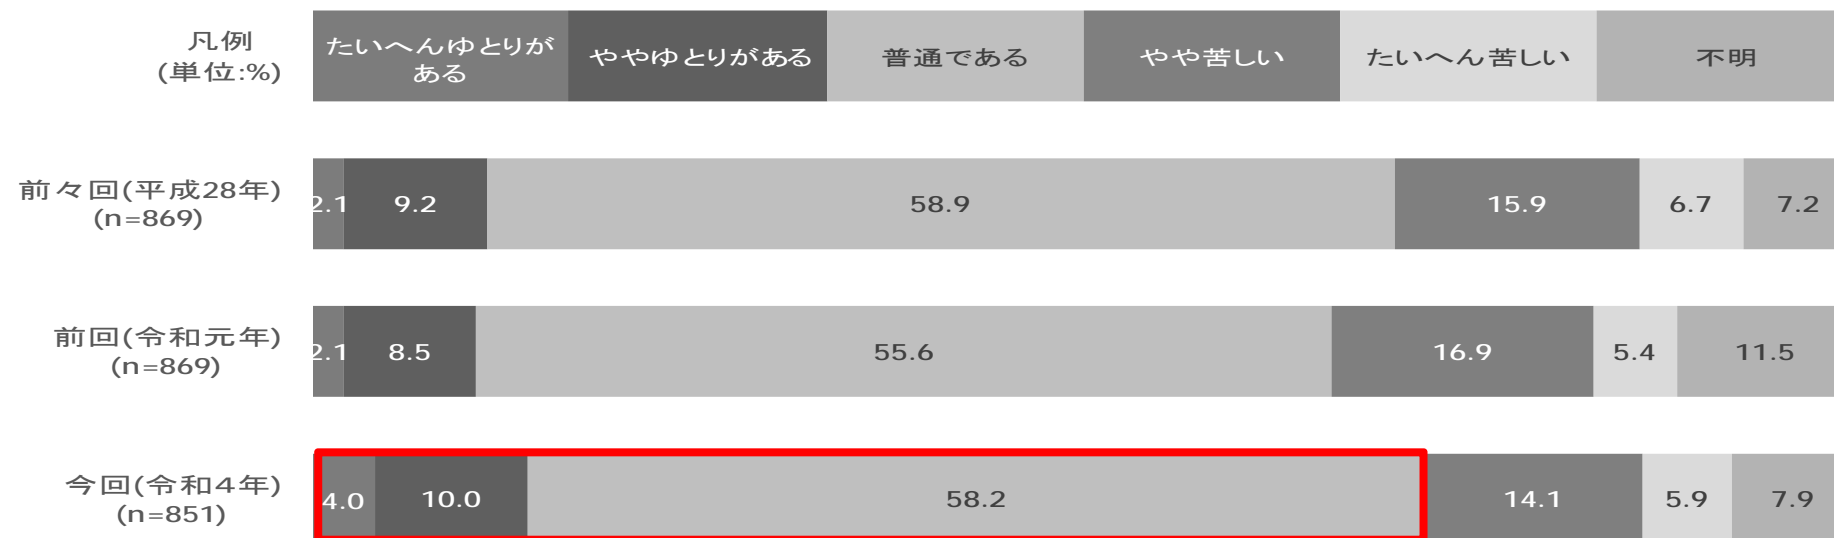 凡例
(単位:%)
たいへんゆとりが
ある
ややゆとりがある
普通である
やや苦しい
たいへん苦しい
不明
前々回(平成28年)
(n=869)
2.1
9.2
58.9
15.9
6.7
7.2
前回(令和元年)
(n=869)
2.1
8.5
55.6
16.9
5.4
11.5
今回(令和4年)
(n=851)
4.0
10.0
58.2
14.1
5.9
7.9